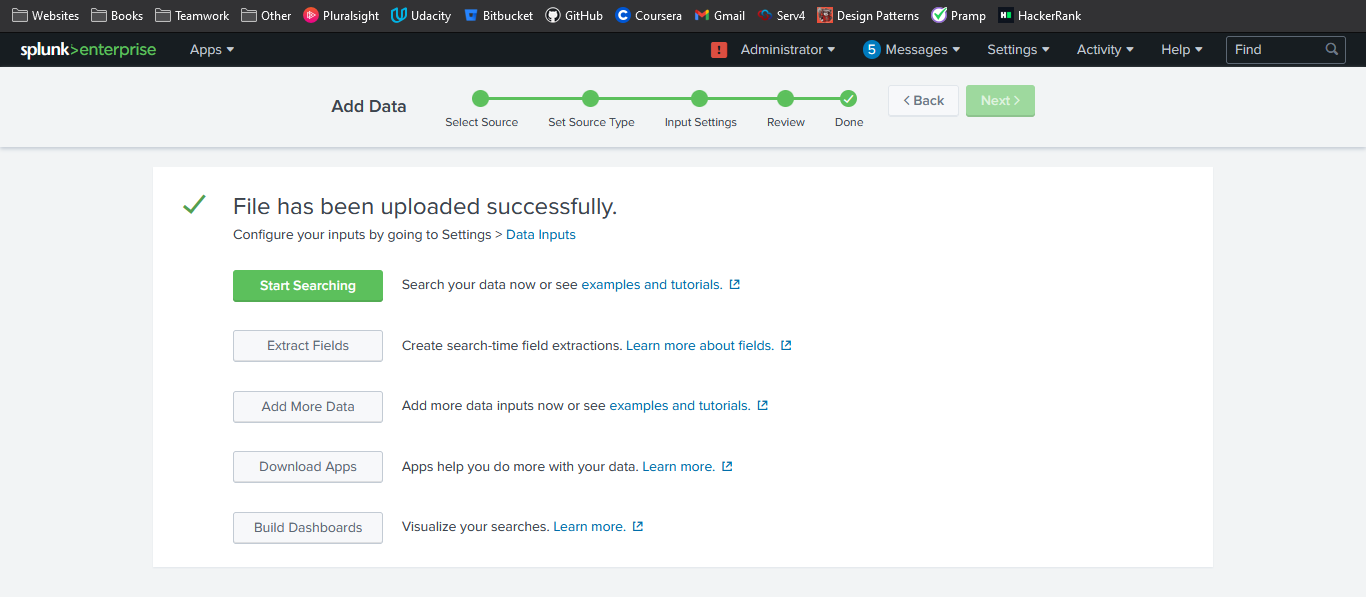 Websites Books Teamwork Other Pluralsight Udacity Bitbucket GitHub Coursera Gmail Serv4 Design Patterns Pramp HackerRank
splunk>enterprise Apps ! Administrator 5 Messages Settings Activity Help Find
Add Data Select Source Set Source Type Input Settings Review Done < Back Next >
File has been uploaded successfully.
Configure your inputs by going to Settings > Data Inputs
Start Searching Search your data now or see examples and tutorials.
Extract Fields Create search-time field extractions. Learn more about fields.
Add More Data Add more data inputs now or see examples and tutorials.
Download Apps Apps help you do more with your data. Learn more.
Build Dashboards Visualize your searches. Learn more.